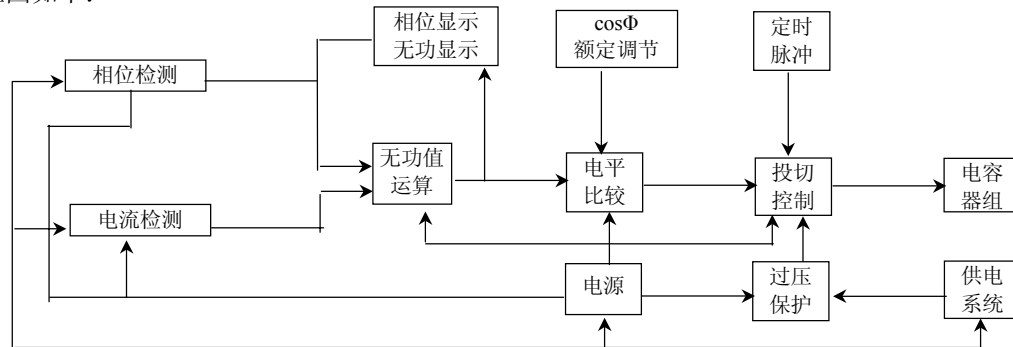 相位显示
无功显示
cosΦ
额定调节
定时
脉冲
相位检测
无功值
运算
电平
比较
投切
控制
电容
器组
电流检测
电源
过压
保护
供电
系统